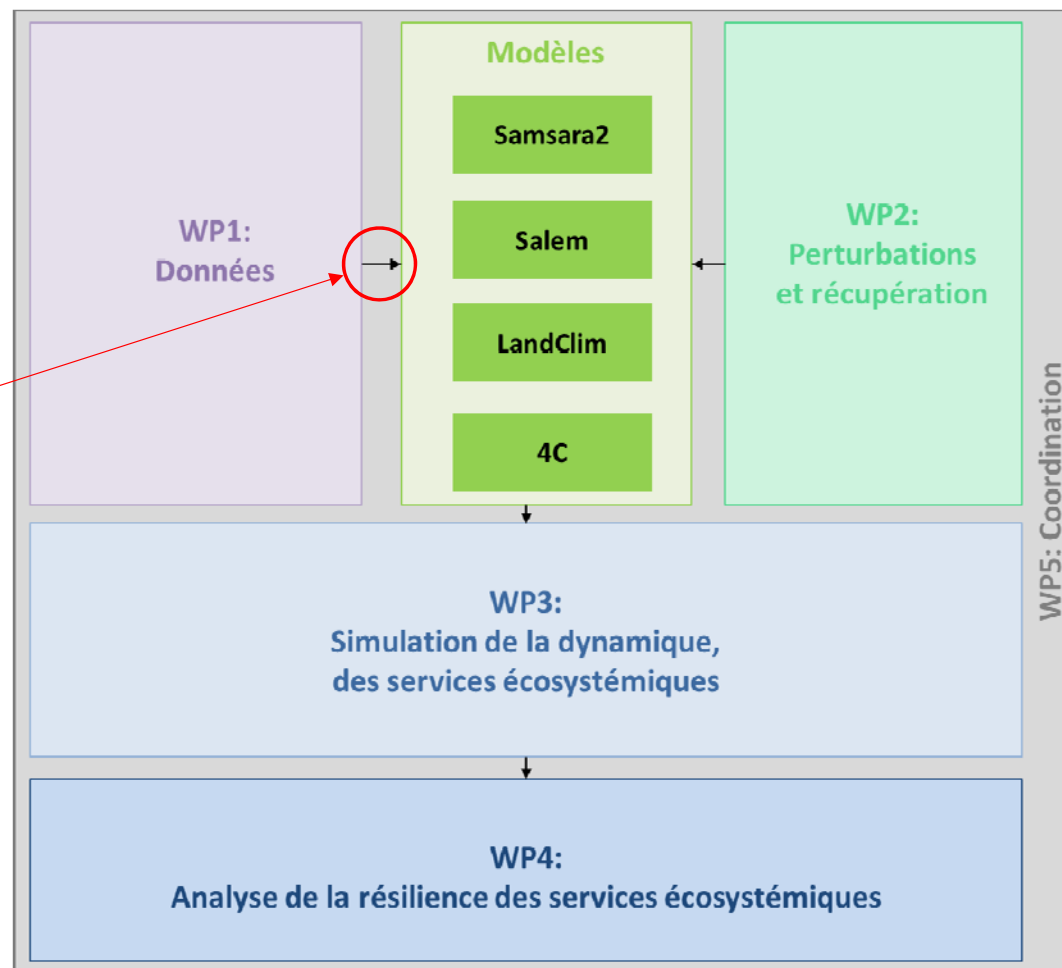 Modèles
Samsara2
Salem
LandClim
4C
WP1:
Données
WP2:
Perturbations
et récupération
WP3:
Simulation de la dynamique,
des services écosystémiques
WP4:
Analyse de la résilience des services écosystémiques
WP5: Coordination